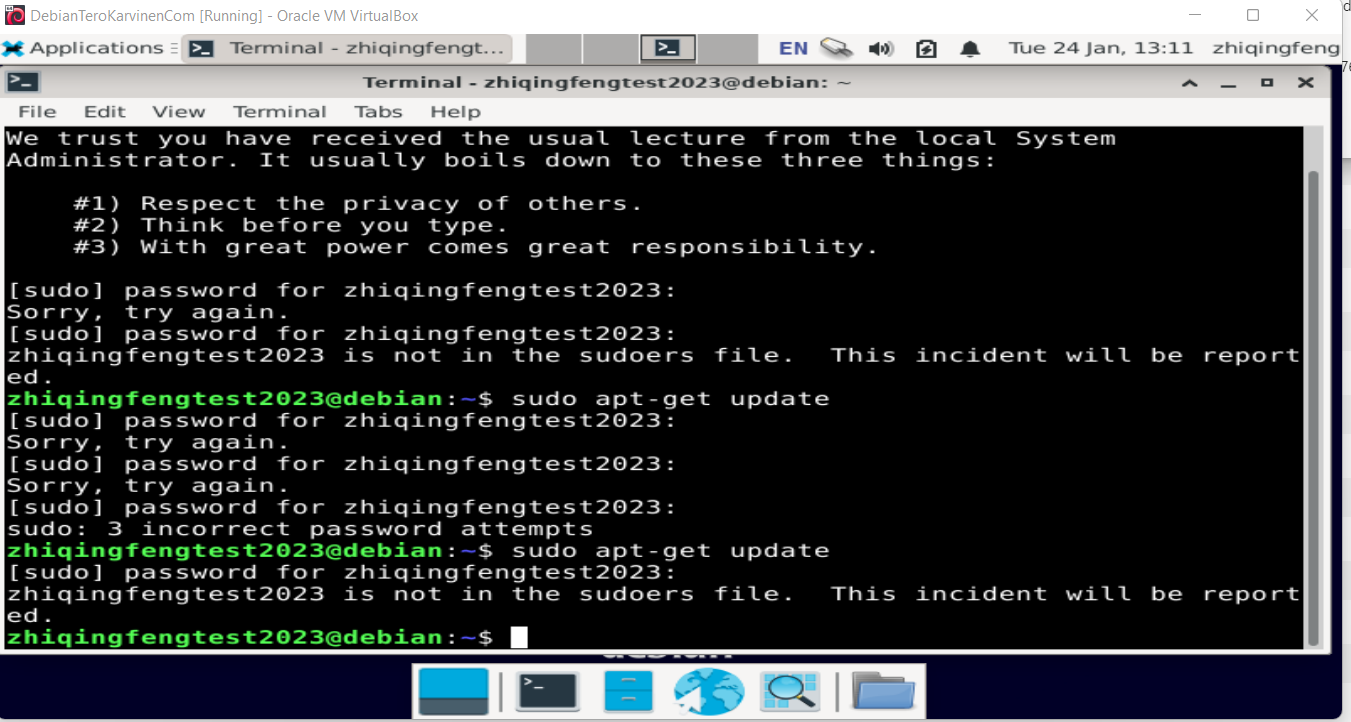 DebianTeroKarvinenCom [Running] - Oracle VM VirtualBox
Applications
Terminal - zhiqingfengt...
EN
Tue 24 Jan, 13:11
zhiqingfeng
Terminal - zhiqingfengtest2023@debian: ~
File Edit View Terminal Tabs Help
We trust you have received the usual lecture from the local System
Administrator. It usually boils down to these three things:
#1) Respect the privacy of others.
#2) Think before you type.
#3) With great power comes great responsibility.
[sudo] password for zhiqingfengtest2023:
Sorry, try again.
[sudo] password for zhiqingfengtest2023:
zhiqingfengtest2023 is not in the sudoers file.  This incident will be report
ed.
zhiqingfengtest2023@debian:~$ sudo apt-get update
[sudo] password for zhiqingfengtest2023:
Sorry, try again.
[sudo] password for zhiqingfengtest2023:
Sorry, try again.
[sudo] password for zhiqingfengtest2023:
sudo: 3 incorrect password attempts
zhiqingfengtest2023@debian:~$ sudo apt-get update
[sudo] password for zhiqingfengtest2023:
zhiqingfengtest2023 is not in the sudoers file.  This incident will be report
ed.
zhiqingfengtest2023@debian:~$